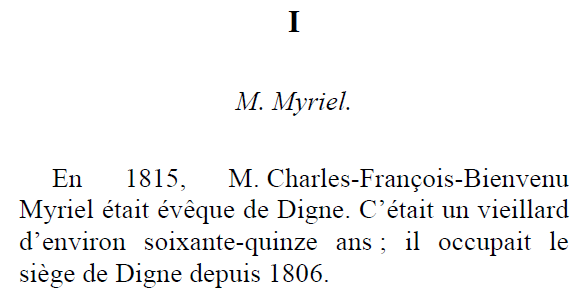 I
M. Myriel.
En 1815, M. Charles-François-Bienvenu
Myriel était évêque de Digne. C’était un vieillard
d’environ soixante-quinze ans ; il occupait le
siège de Digne depuis 1806.